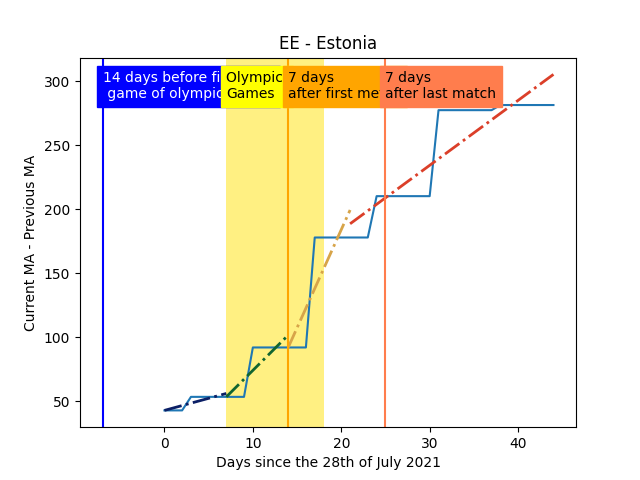 EE - Estonia
14 days before fi
game of olympic
Olympic
Games
7 days
after first me
7 days
after last match
Current MA - Previous MA
300
250
200
150
100
50
0
10
20
30
40
Days since the 28th of July 2021